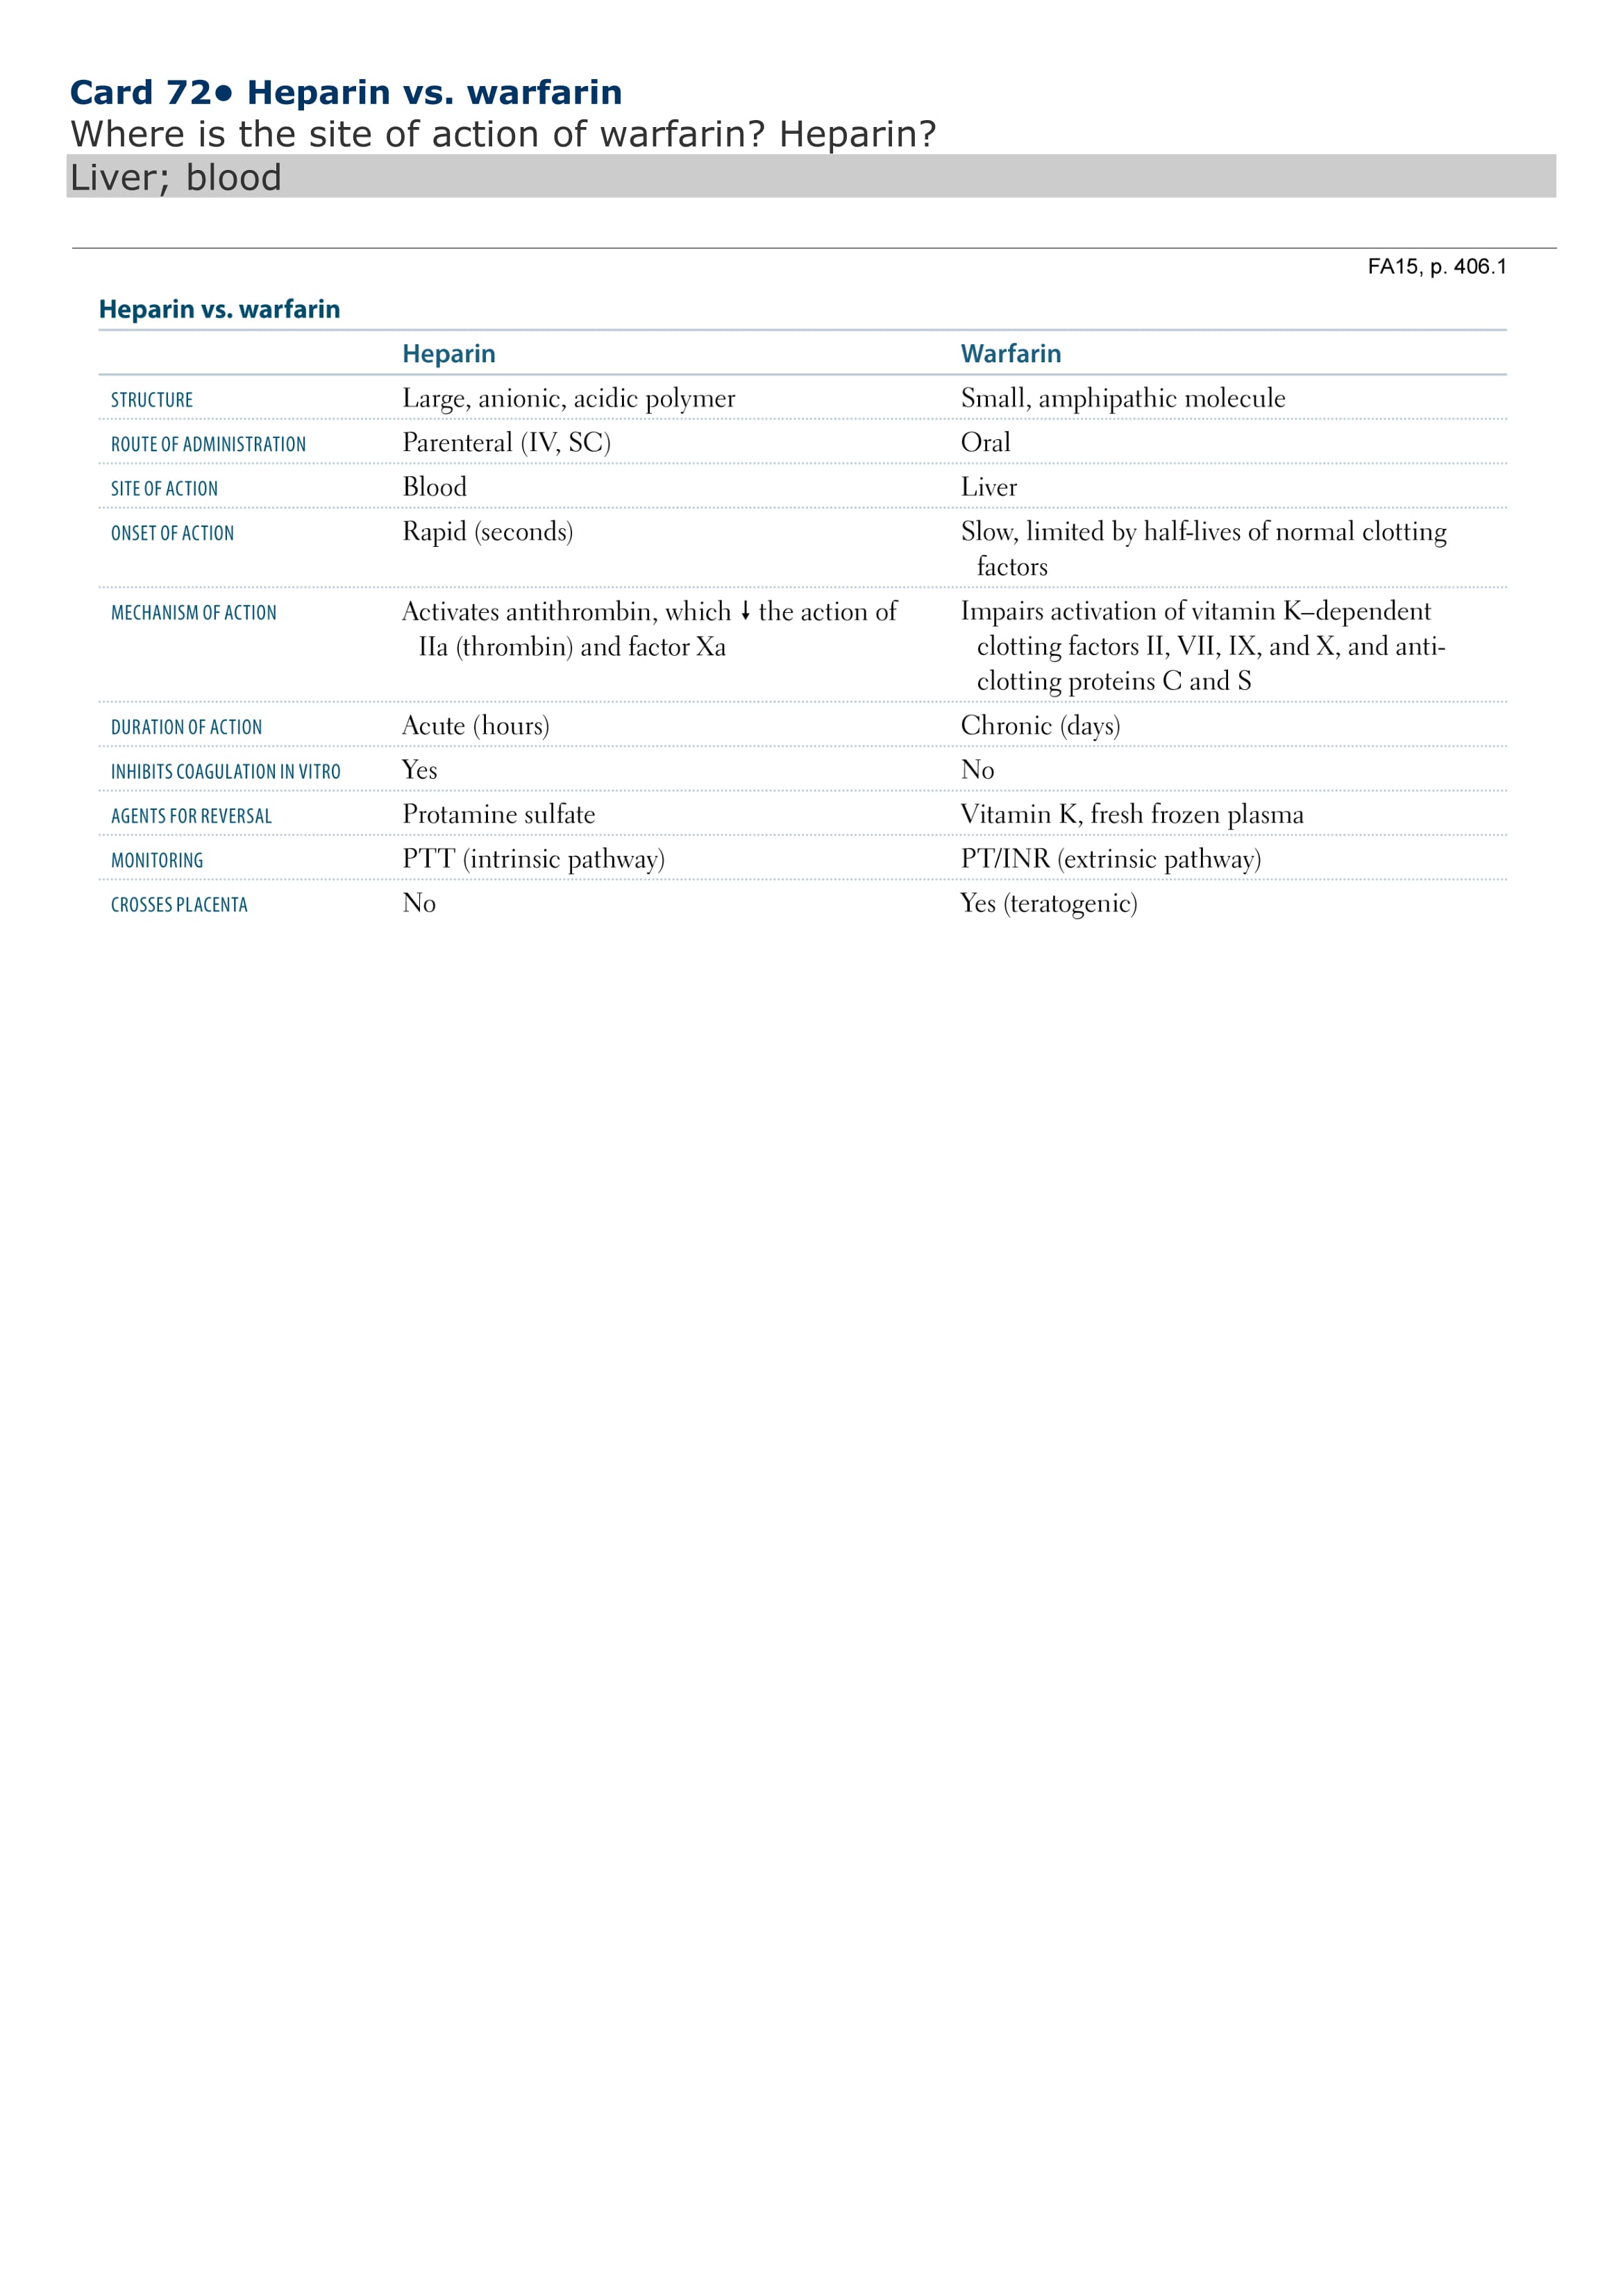 Card 72● Heparin vs. warfarin
Where is the site of action of warfarin? Heparin?
Liver; blood
FA15, p. 406.1
Heparin vs. warfarin
Heparin Warfarin
STRUCTURE Large, anionic, acidic polymer Small, amphipathic molecule
ROUTE OF ADMINISTRATION Parenteral (IV, SC) Oral
SITE OF ACTION Blood Liver
ONSET OF ACTION Rapid (seconds) Slow, limited by half-lives of normal clotting
factors
MECHANISM OF ACTION Activates antithrombin, which ↓ the action of Impairs activation of vitamin K–dependent
IIa (thrombin) and factor Xa clotting factors II, VII, IX, and X, and anti-
clotting proteins C and S
DURATION OF ACTION Acute (hours) Chronic (days)
INHIBITS COAGULATION IN VITRO Yes No
AGENTS FOR REVERSAL Protamine sulfate Vitamin K, fresh frozen plasma
MONITORING PTT (intrinsic pathway) PT/INR (extrinsic pathway)
CROSSES PLACENTA No Yes (teratogenic)